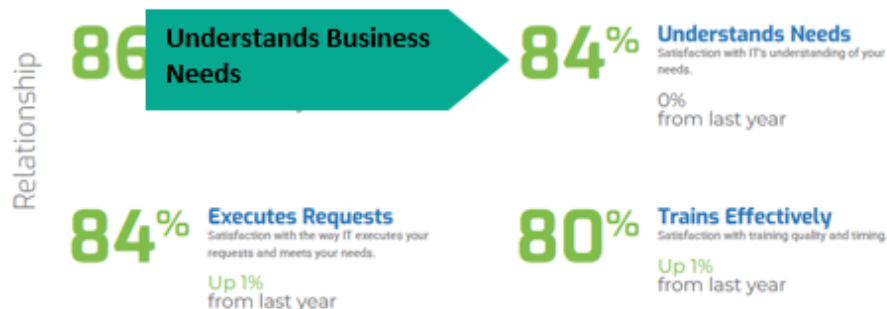 Relationship
86
Understands Business
Needs
84%
Understands Needs
Satisfaction with IT's understanding of your
needs.
0%
from last year
84%
Executes Requests
Satisfaction with the way IT executes your
requests and meets your needs.
Up 1%
from last year
80%
Trains Effectively
Satisfaction with training quality and timing.
Up 1%
from last year